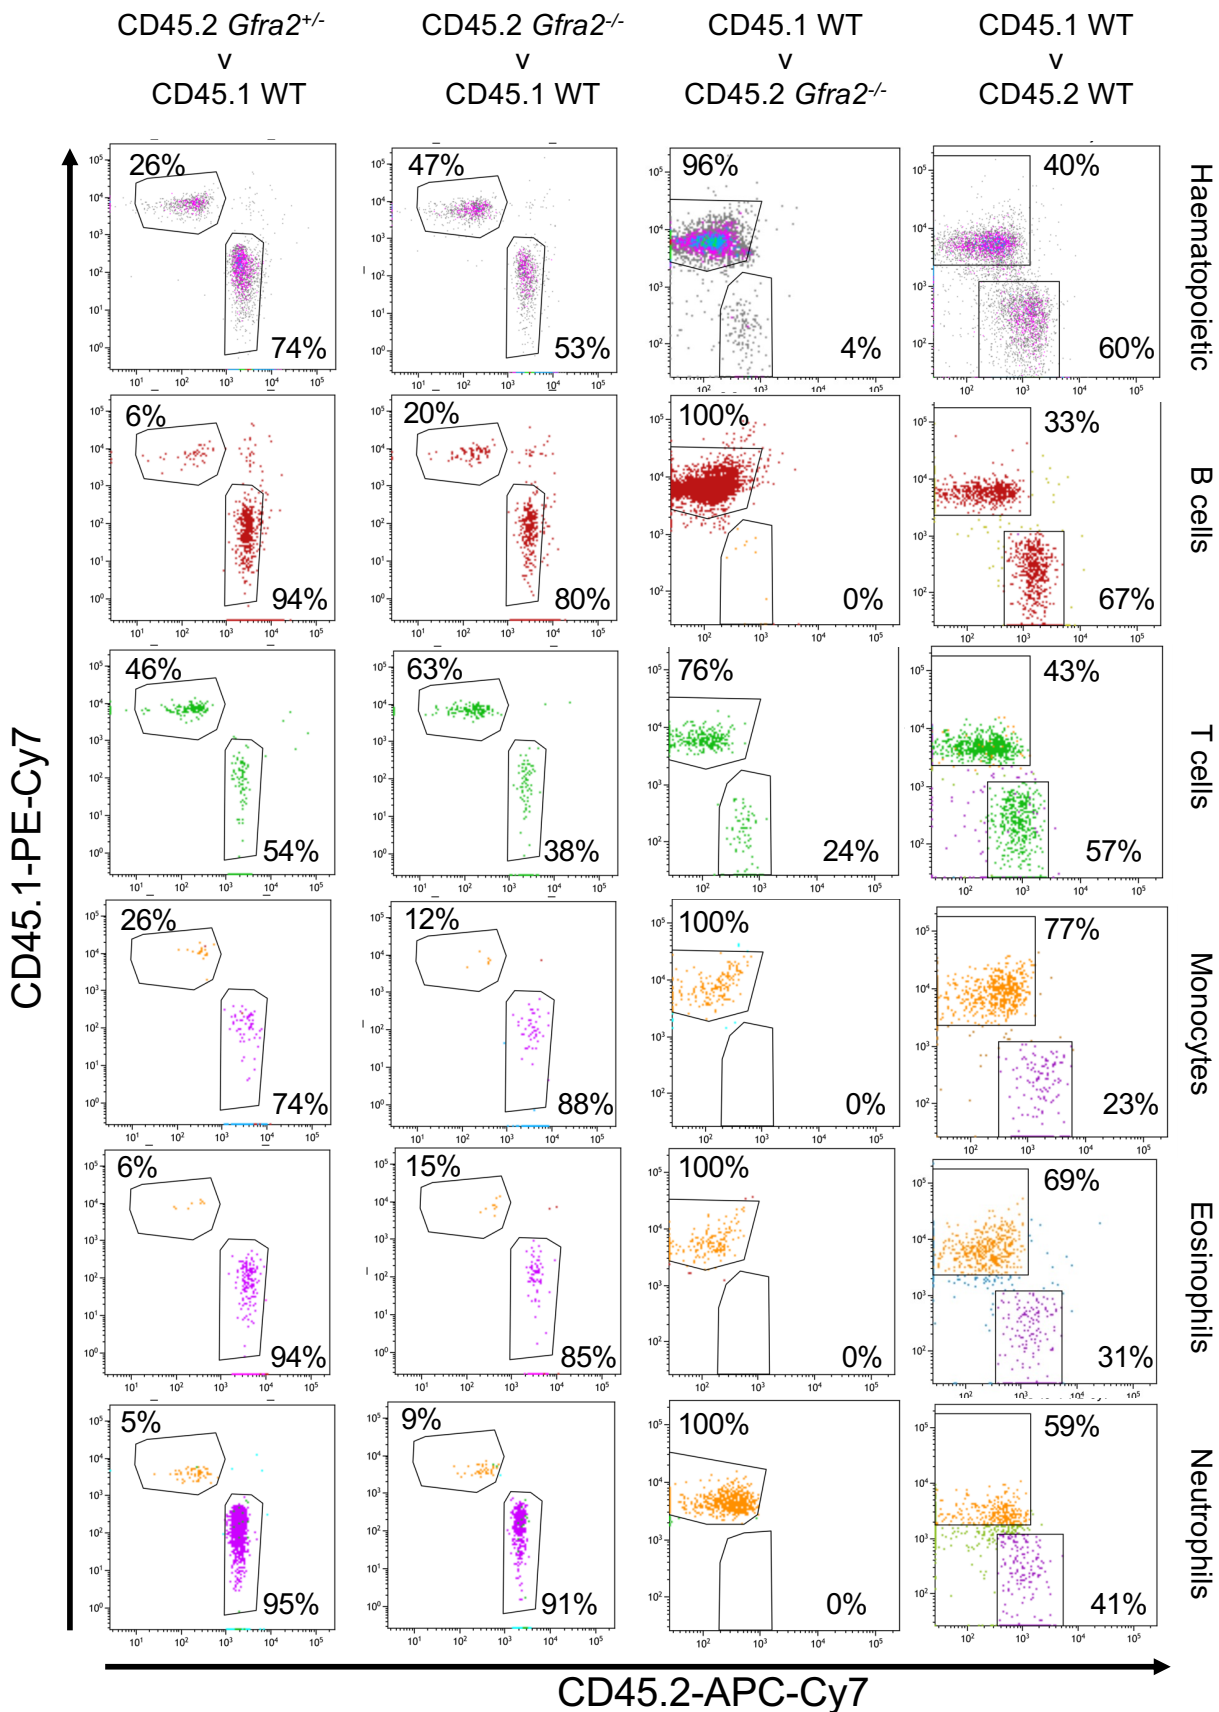 CD45.2 Gfra2+/-
v
CD45.1 WT
CD45.2 Gfra2-/-
v
CD45.1 WT
CD45.1 WT
v
CD45.2 Gfra2-/-
CD45.1 WT
v
CD45.2 WT
26%
74%
47%
53%
96%
4%
40%
60%
Haematopoietic
6%
94%
20%
80%
100%
0%
33%
67%
B cells
46%
54%
63%
38%
76%
24%
43%
57%
T cells
26%
74%
12%
88%
100%
0%
77%
23%
Monocytes
6%
94%
15%
85%
100%
0%
69%
31%
Eosinophils
5%
95%
9%
91%
100%
0%
59%
41%
Neutrophils
CD45.1-PE-Cy7
CD45.2-APC-Cy7